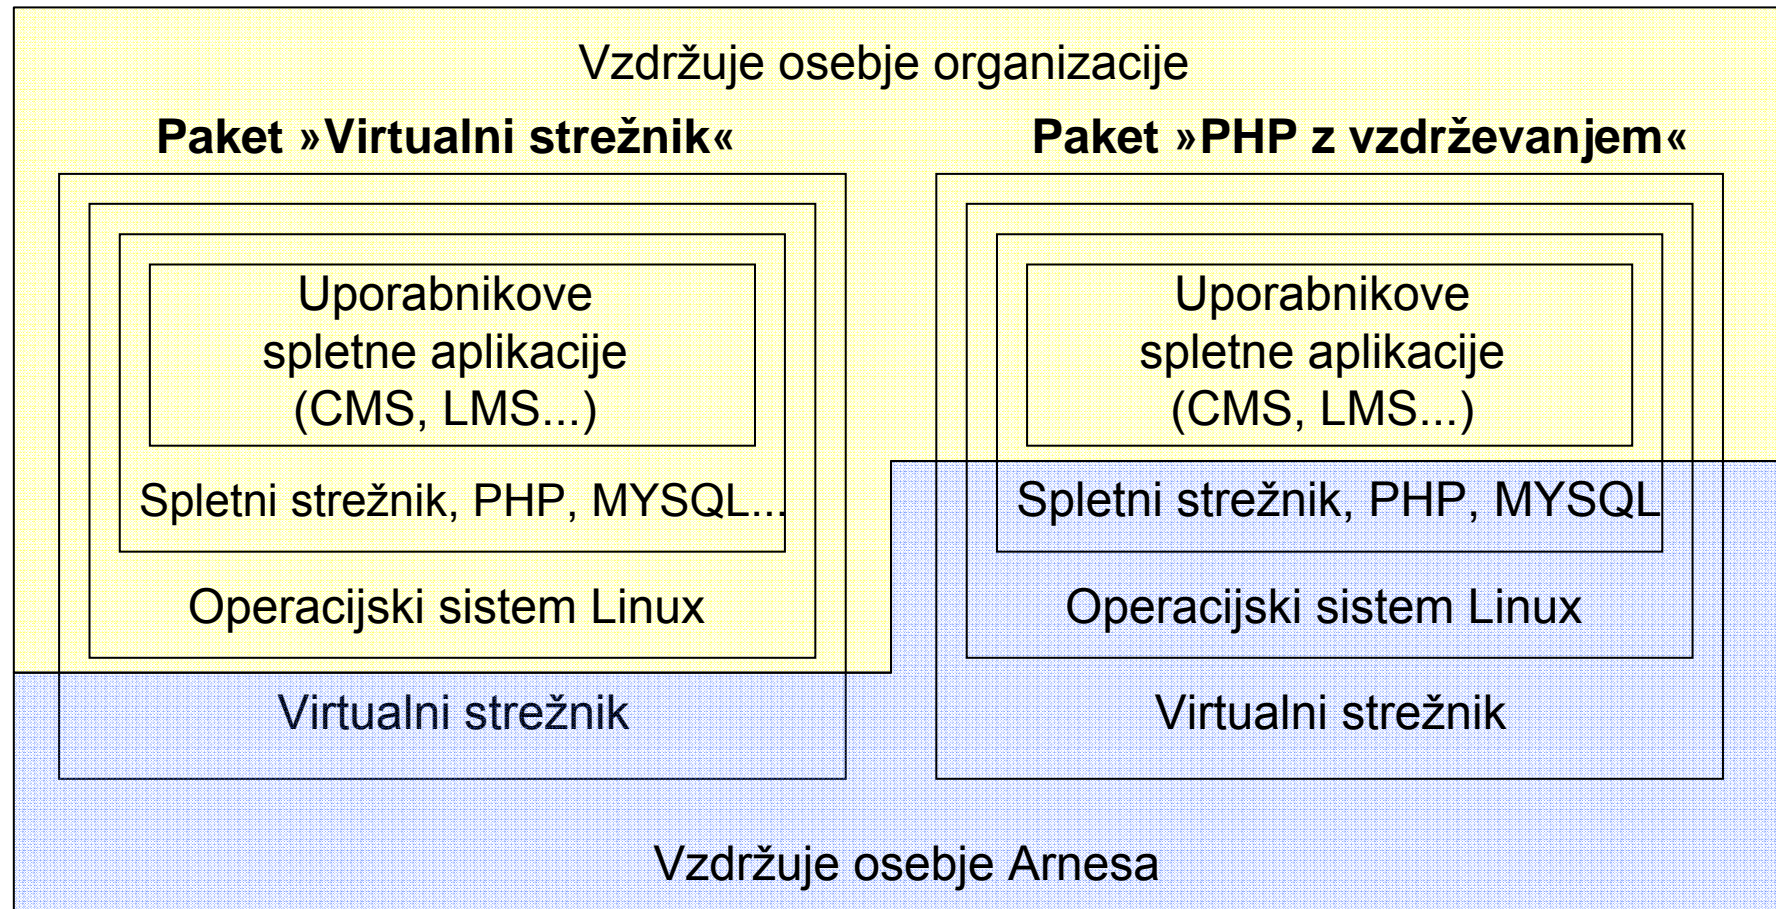 Vzdržuje osebje organizacije
Paket »Virtualni strežnik«
Uporabnikove
spletne aplikacije
(CMS, LMS...)
Spletni strežnik, PHP, MYSQL...
Operacijski sistem Linux
Virtualni strežnik
Paket »PHP z vzdrževanjem«
Uporabnikove
spletne aplikacije
(CMS, LMS...)
Spletni strežnik, PHP, MYSQL
Operacijski sistem Linux
Virtualni strežnik
Vzdržuje osebje Arnesa